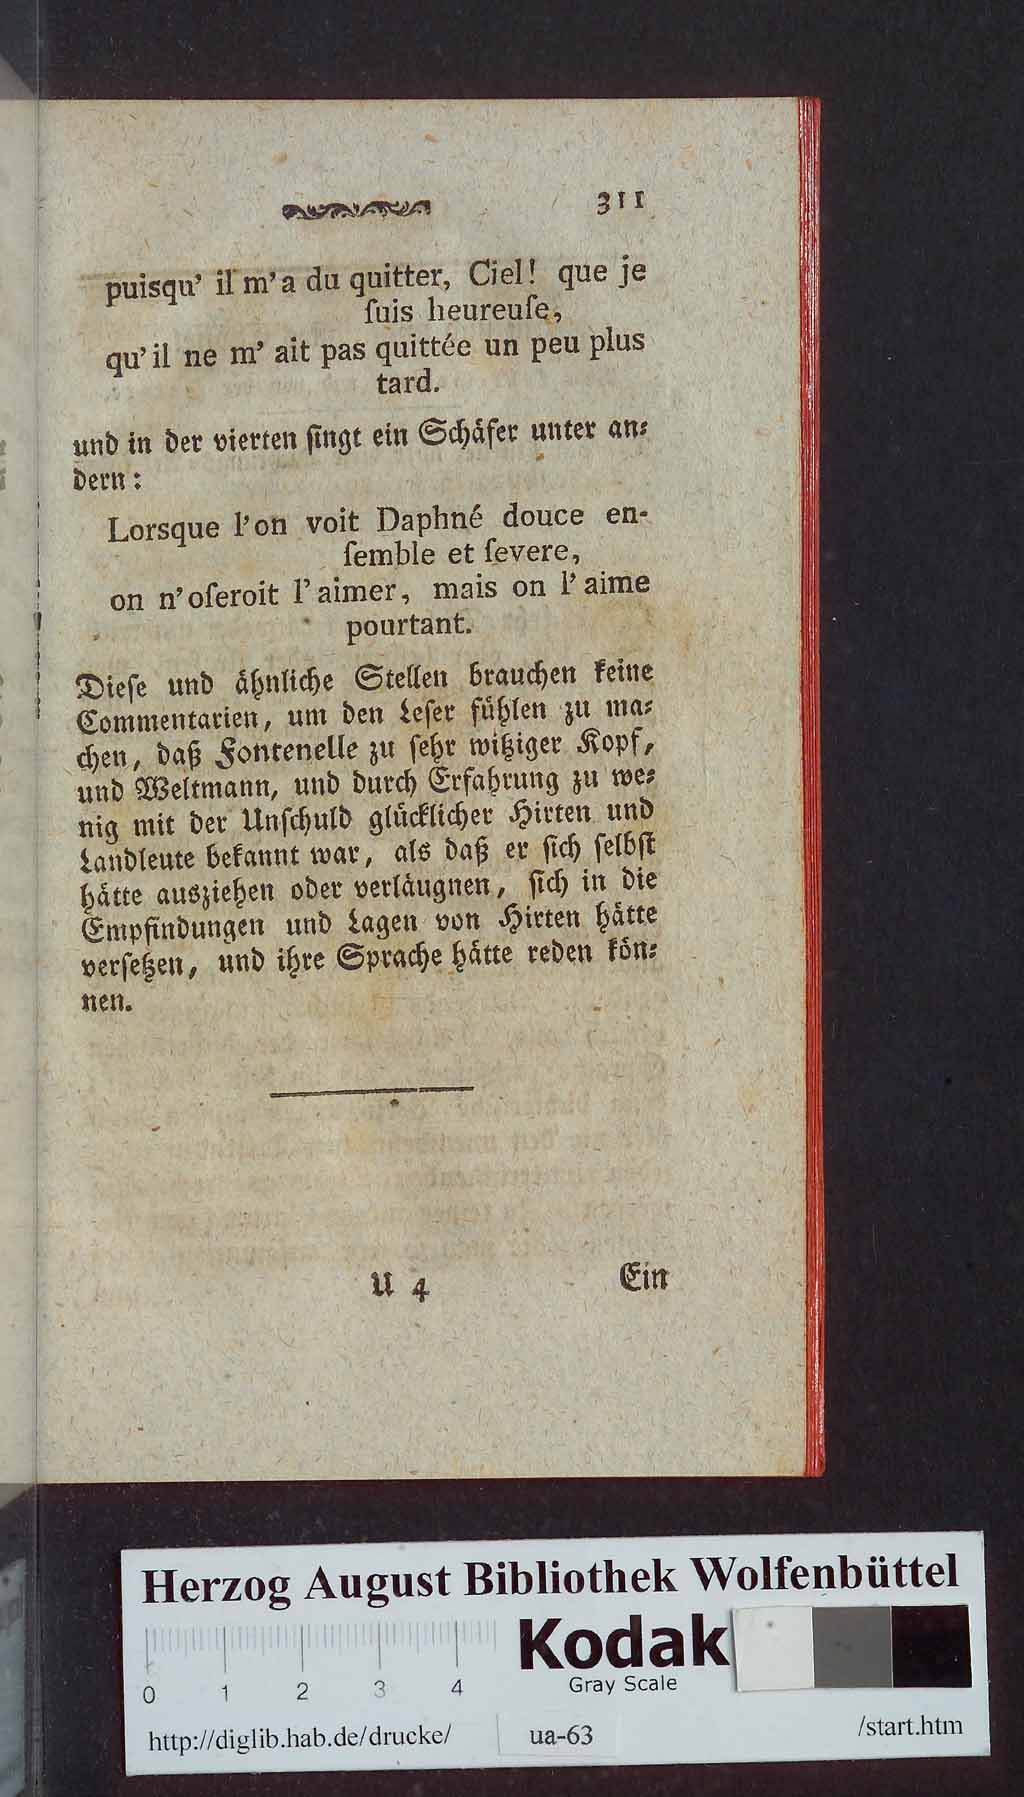 311
puisqu' il m'a du quitter, Ciel! que je
ſuis heureuſe,
qu'il ne m' ait pas quittée un peu plus
tard.
und in der vierten ſingt ein Schäfer unter an⸗
dern:
Lorsque l'on voit Daphné douce en-
ſemble et ſevere,
on n'oſeroit l'aimer, mais on l'aime
pourtant.
Dieſe und ähnliche Stellen brauchen keine
Commentarien, um den Leſer fühlen zu ma⸗
chen, daß Fontenelle zu ſehr witziger Kopf,
und Weltmann, und durch Erfahrung zu we⸗
nig mit der Unſchuld glücklicher Hirten und
Landleute bekannt war, als daß er ſich ſelbſt
hätte ausziehen oder verläugnen, ſich in die
Empfindungen und Lagen von Hirten hätte
verſetzen, und ihre Sprache hätte reden kön⸗
nen.
U 4 Ein
Herzog August Bibliothek Wolfenbüttel
Kodak
Gray Scale
0 1 2 3 4
http://diglib.hab.de/drucke/ ua-63 /start.htm